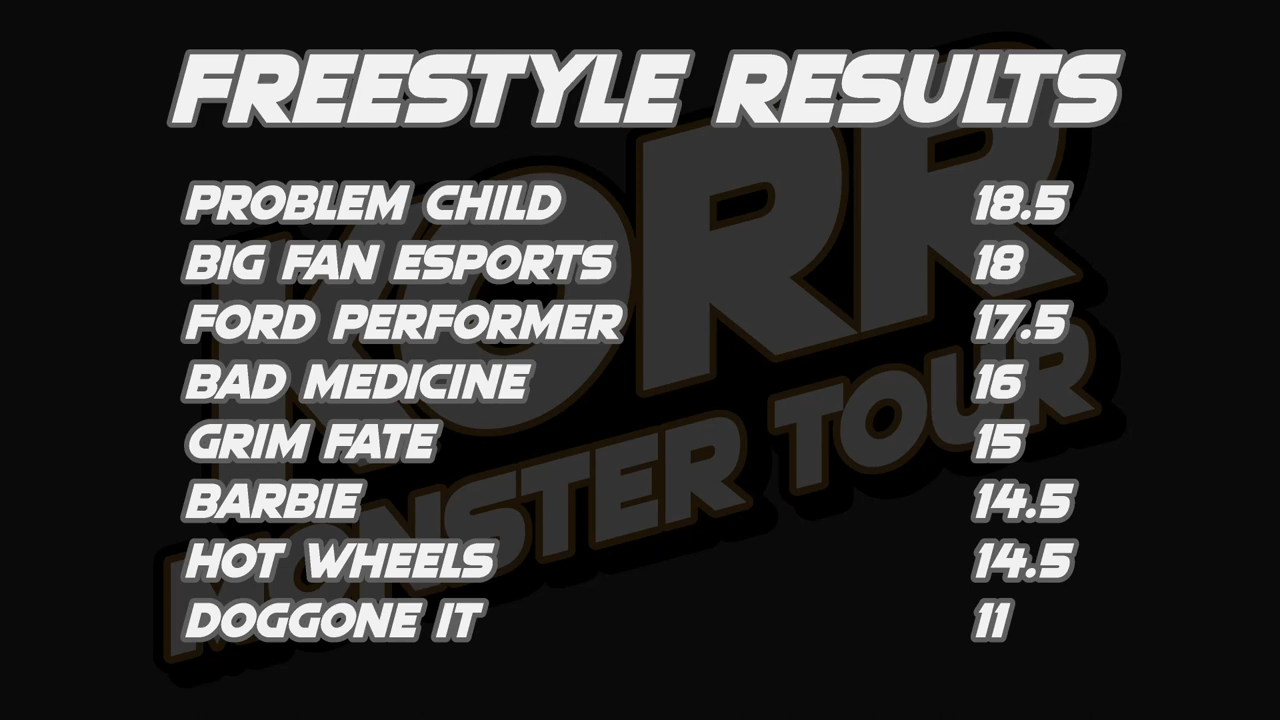 FREESTYLE RESULTS
PROBLEM CHILD 18.5
BIG FAN ESPORTS 18
FORD PERFORMER 17.5
BAD MEDICINE 16
GRIM FATE 15
BARBIE 14.5
HOT WHEELS 14.5
DOGGONE IT 11
KORR
MONSTER TOUR